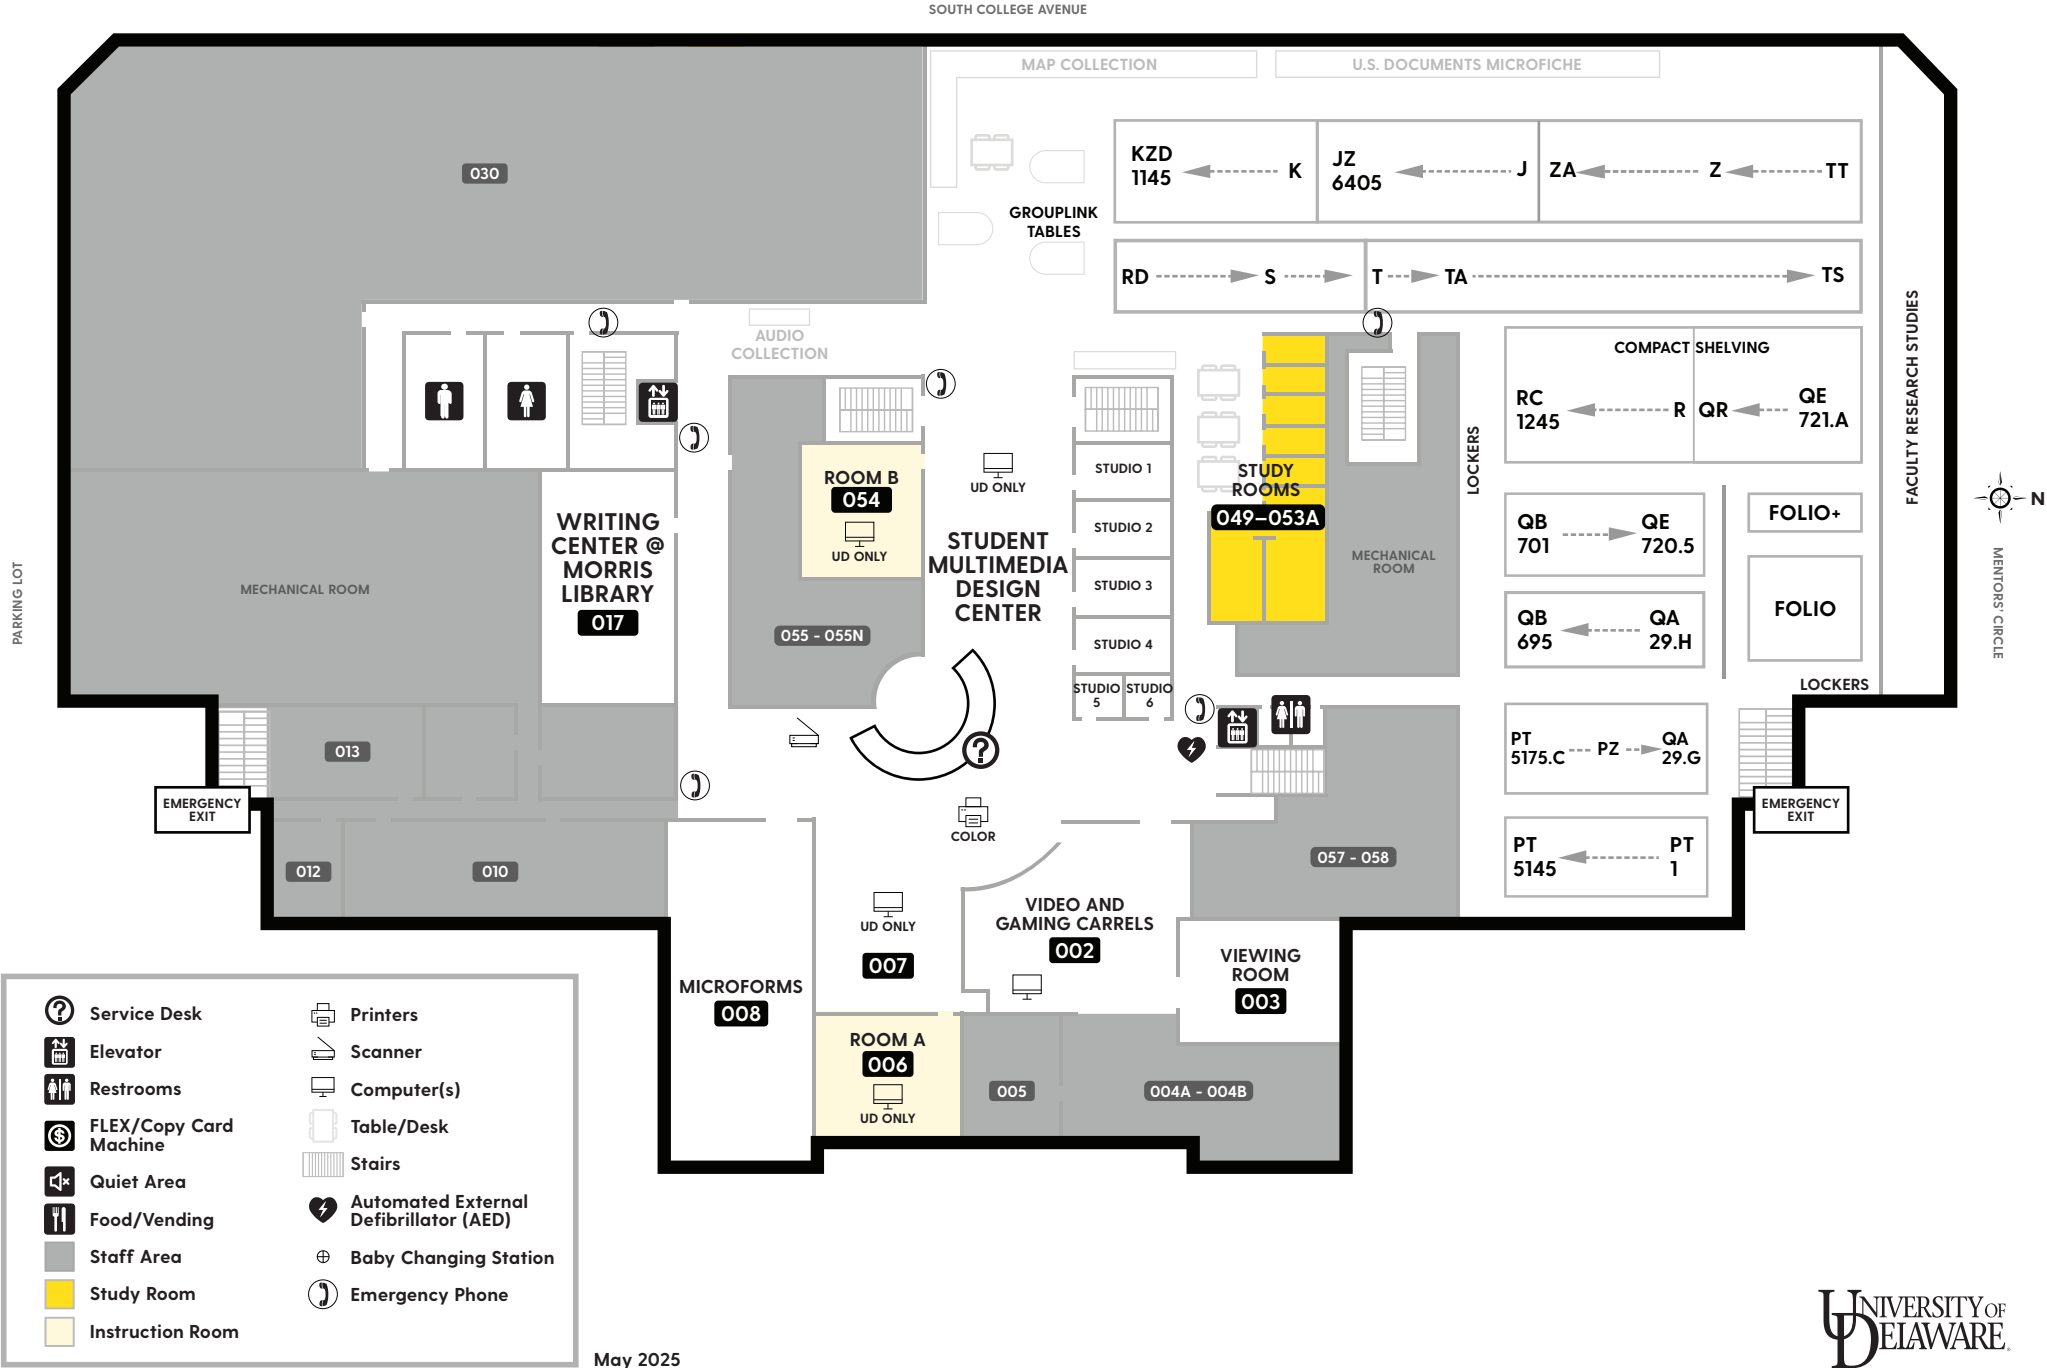 SOUTH COLLEGE AVENUE
MAP COLLECTION
U.S. DOCUMENTS MICROFICHE
030
KZD
1145
K
JZ
6405
J
ZA
Z
TT
GROUPLINK
TABLES
RD
S
T
TA
TS
AUDIO
COLLECTION
COMPACT SHELVING
RC
1245
R
QR
QE
721.A
FACULTY RESEARCH STUDIES
LOCKERS
ROOM B
054
UD ONLY
UD ONLY
STUDIO 1
STUDIO 2
STUDIO 3
STUDIO 4
STUDIO
5
STUDIO
6
STUDY
ROOMS
049–053A
MECHANICAL
ROOM
WRITING
CENTER @
MORRIS
LIBRARY
017
STUDENT
MULTIMEDIA
DESIGN
CENTER
QB
701
QE
720.5
FOLIO+
N
MECHANICAL ROOM
PARKING LOT
MENTORS' CIRCLE
055 - 055N
QB
695
QA
29.H
FOLIO
LOCKERS
013
PT
5175.C
PZ
QA
29.G
EMERGENCY
EXIT
EMERGENCY
EXIT
COLOR
012
010
057 - 058
PT
5145
PT
1
UD ONLY
007
VIDEO AND
GAMING CARRELS
002
VIEWING
ROOM
003
MICROFORMS
008
ROOM A
006
UD ONLY
005
004A - 004B
Service Desk
Elevator
Restrooms
FLEX/Copy Card
Machine
Quiet Area
Food/Vending
Staff Area
Study Room
Instruction Room
Printers
Scanner
Computer(s)
Table/Desk
Stairs
Automated External
Defibrillator (AED)
Baby Changing Station
Emergency Phone
May 2025
UNIVERSITY OF
DELAWARE